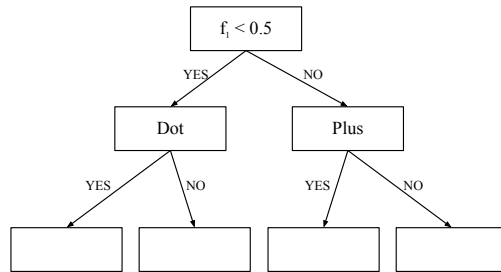 f₁ < 0.5
YES
NO
Dot
Plus
YES
NO
YES
NO